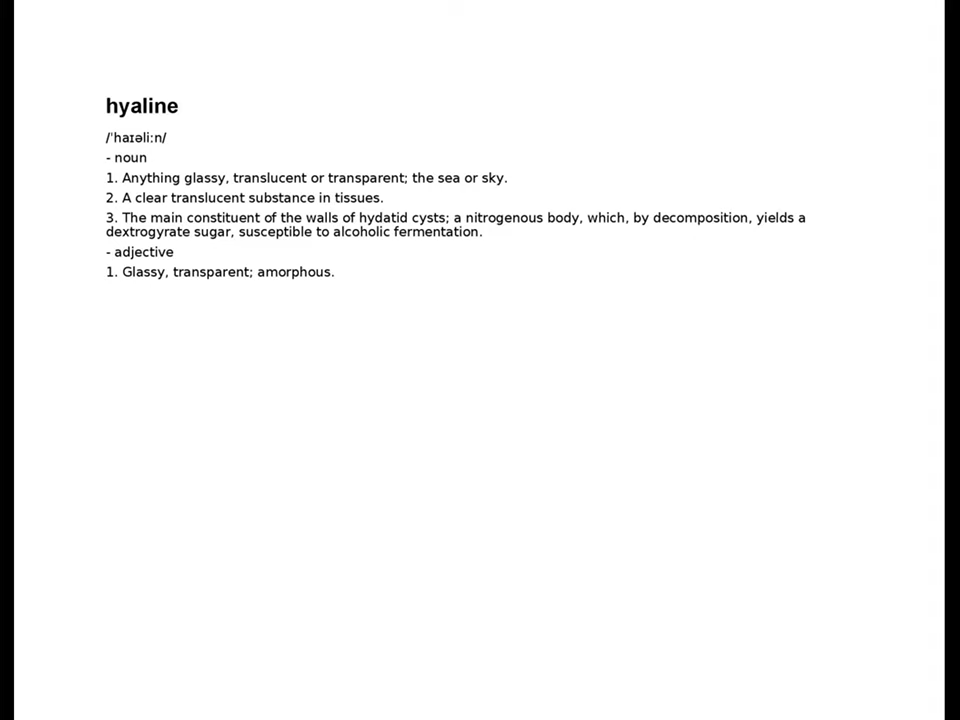 hyaline
/ˈhaɪəliːn/
- noun
1. Anything glassy, translucent or transparent; the sea or sky.
2. A clear translucent substance in tissues.
3. The main constituent of the walls of hydatid cysts; a nitrogenous body, which, by decomposition, yields a
dextrogyrate sugar, susceptible to alcoholic fermentation.
- adjective
1. Glassy, transparent; amorphous.